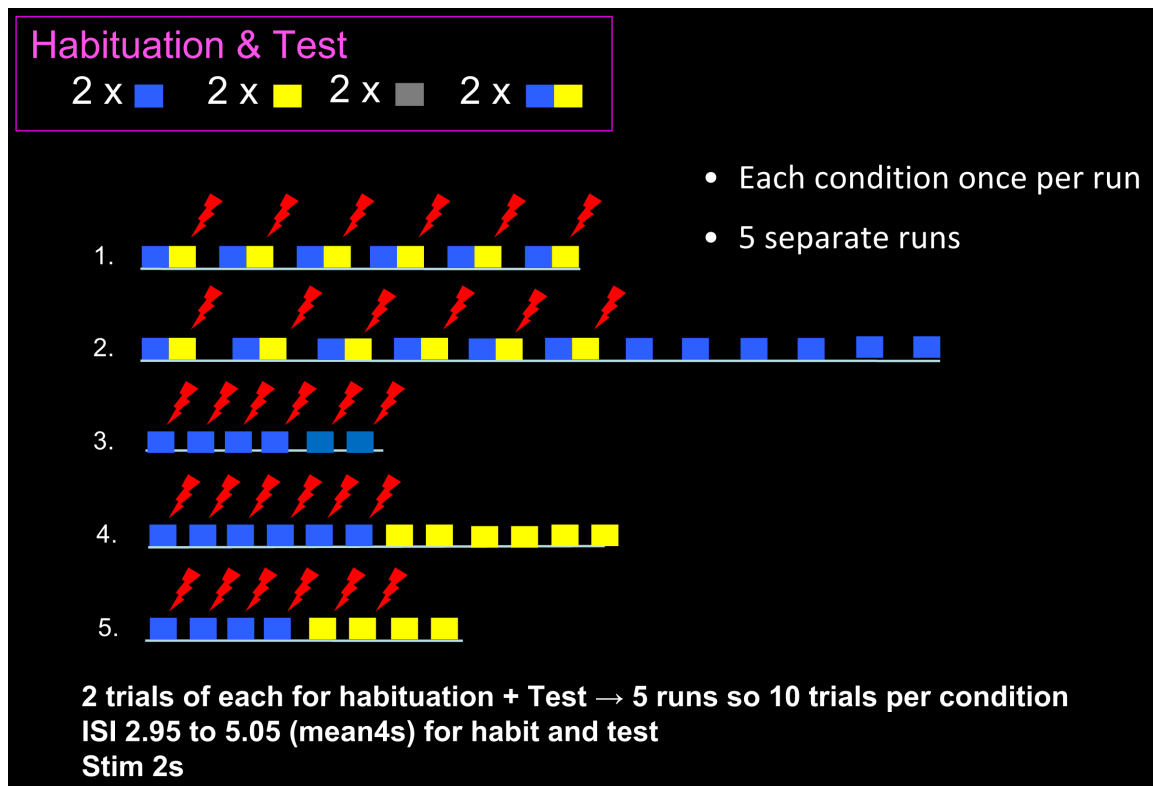 Habituation & Test
2 x 2 x 2 x 2 x
• Each condition once per run
• 5 separate runs
1.
2.
3.
4.
5.
2 trials of each for habituation + Test → 5 runs so 10 trials per condition
ISI 2.95 to 5.05 (mean4s) for habit and test
Stim 2s